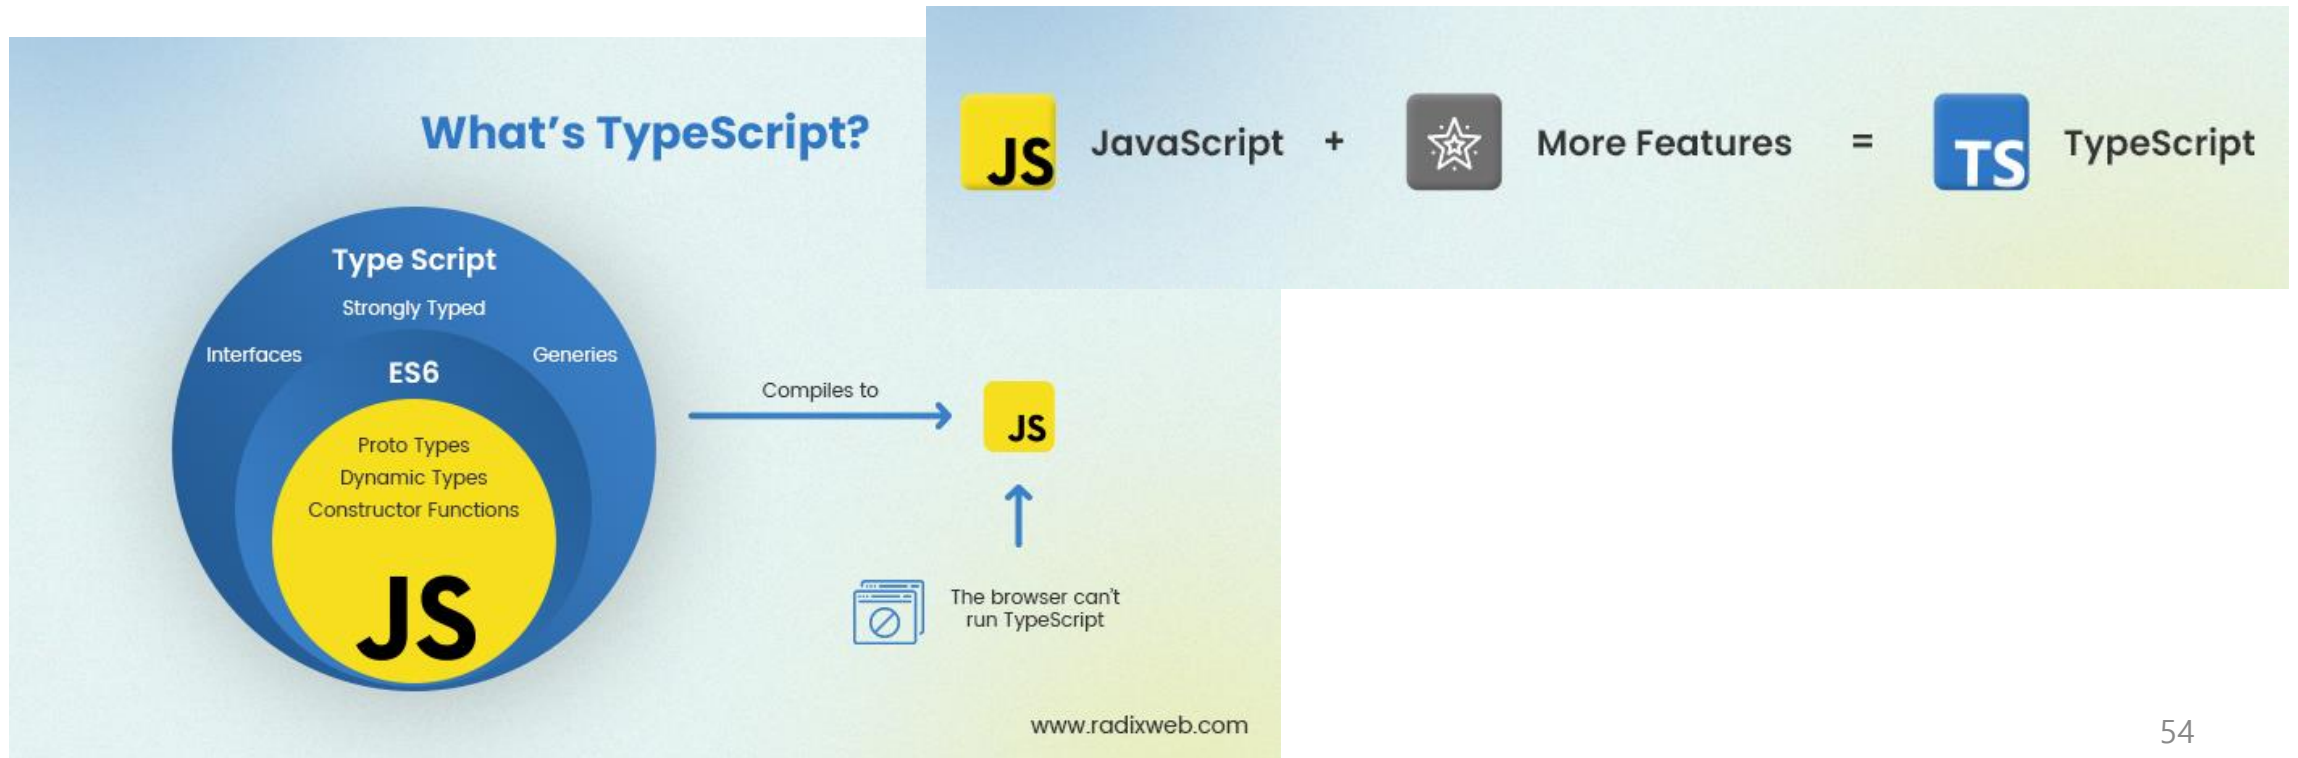 What's TypeScript?
JS JavaScript + More Features = TS TypeScript
Type Script
Strongly Typed
Interfaces
Generies
ES6
Proto Types
Dynamic Types
Constructor Functions
JS
Compiles to
JS
The browser can't
run TypeScript
www.radixweb.com
54